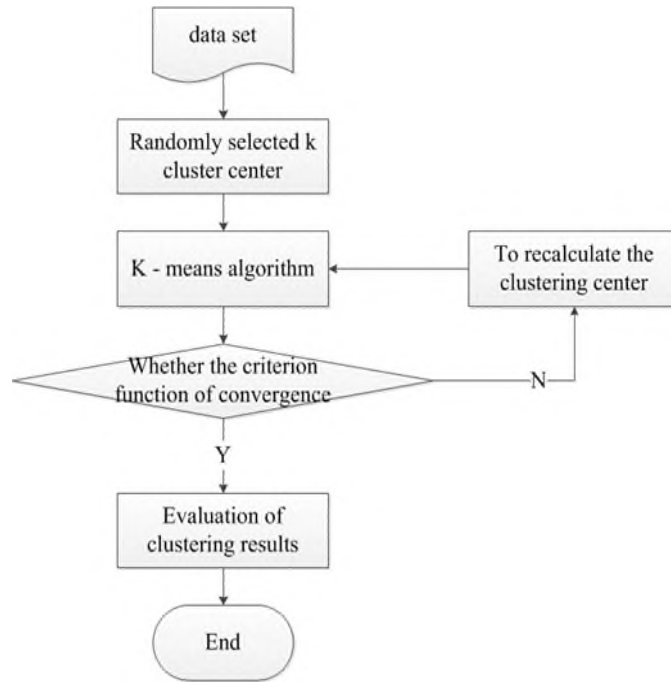 data set
Randomly selected k
cluster center
K - means algorithm
To recalculate the
clustering center
Whether the criterion
function of convergence
N
Y
Evaluation of
clustering results
End